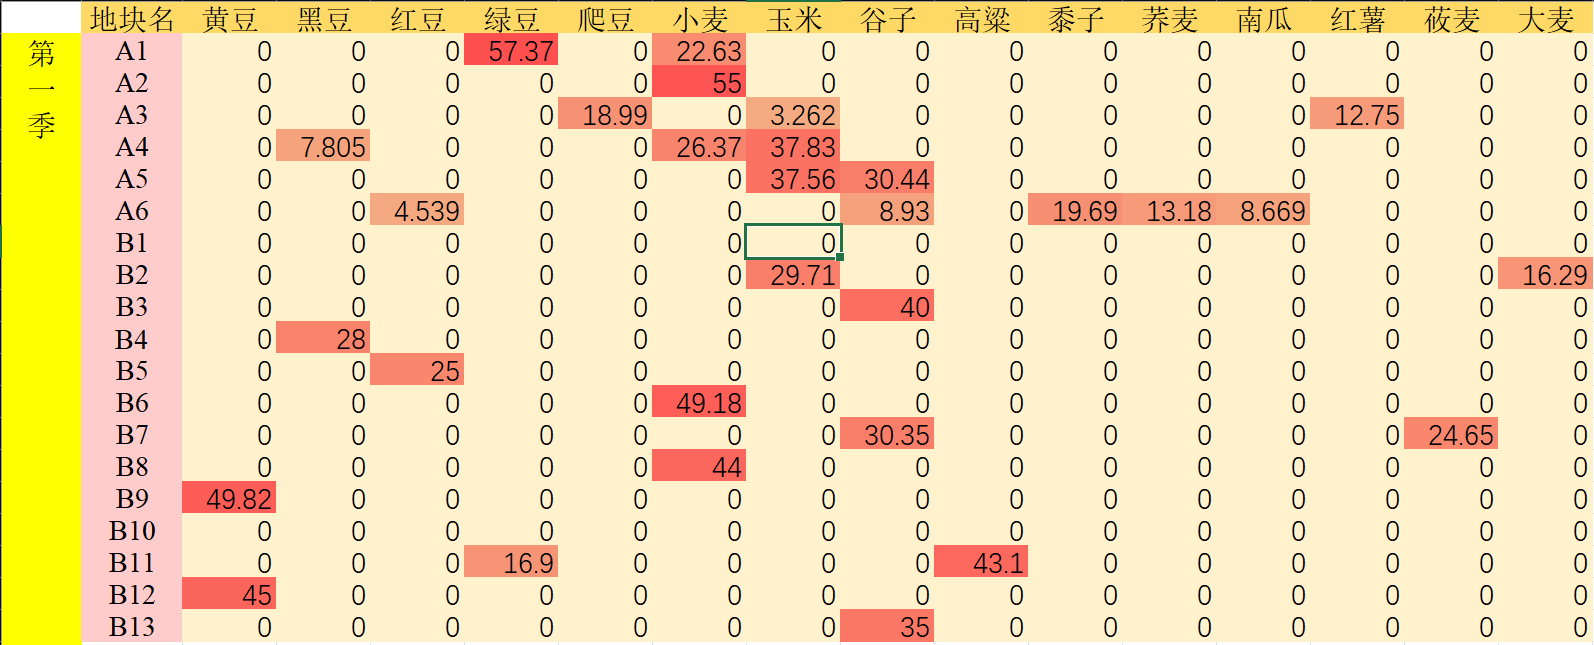 地块名 黄豆 黑豆 红豆 绿豆 爬豆 小麦 玉米 谷子 高粱 黍子 荞麦 南瓜 红薯 莜麦 大麦
第一季
A1 0 0 0 57.37 0 22.63 0 0 0 0 0 0 0 0 0
A2 0 0 0 0 0 55 0 0 0 0 0 0 0 0 0
A3 0 0 0 0 18.99 0 3.262 0 0 0 0 0 12.75 0 0
A4 0 7.805 0 0 0 26.37 37.83 0 0 0 0 0 0 0 0
A5 0 0 0 0 0 0 37.56 30.44 0 0 0 0 0 0 0
A6 0 0 4.539 0 0 0 0 8.93 0 19.69 13.18 8.669 0 0 0
B1 0 0 0 0 0 0 0 0 0 0 0 0 0 0 0
B2 0 0 0 0 0 0 29.71 0 0 0 0 0 0 0 16.29
B3 0 0 0 0 0 0 0 40 0 0 0 0 0 0 0
B4 0 28 0 0 0 0 0 0 0 0 0 0 0 0 0
B5 0 0 25 0 0 0 0 0 0 0 0 0 0 0 0
B6 0 0 0 0 0 49.18 0 0 0 0 0 0 0 0 0
B7 0 0 0 0 0 0 0 30.35 0 0 0 0 0 24.65 0
B8 0 0 0 0 0 44 0 0 0 0 0 0 0 0 0
B9 49.82 0 0 0 0 0 0 0 0 0 0 0 0 0 0
B10 0 0 0 0 0 0 0 0 0 0 0 0 0 0 0
B11 0 0 0 16.9 0 0 0 0 43.1 0 0 0 0 0 0
B12 45 0 0 0 0 0 0 0 0 0 0 0 0 0 0
B13 0 0 0 0 0 0 0 35 0 0 0 0 0 0 0